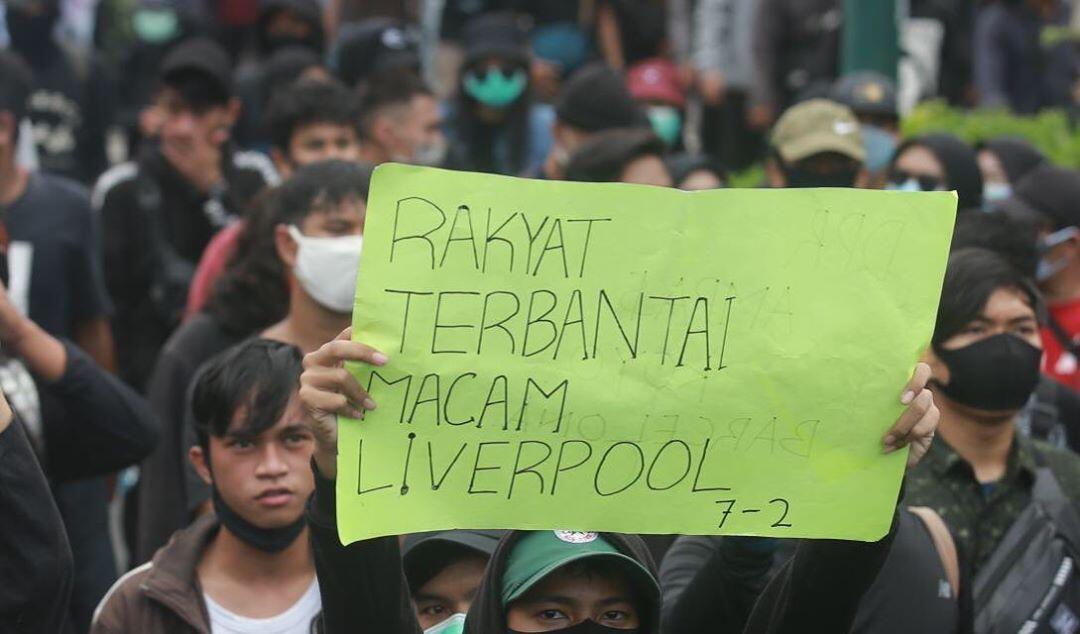 RAKYAT
TERBANTAI
MACAM
LIVERPOOL
7-2